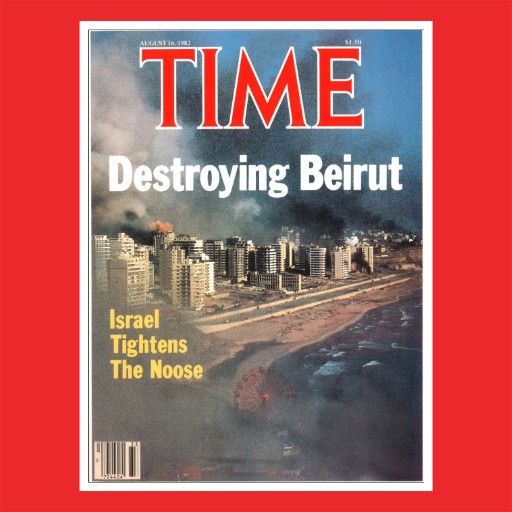 AUGUST 16, 1982 $1.50
TIME
Destroying Beirut
Israel
Tightens
The Noose